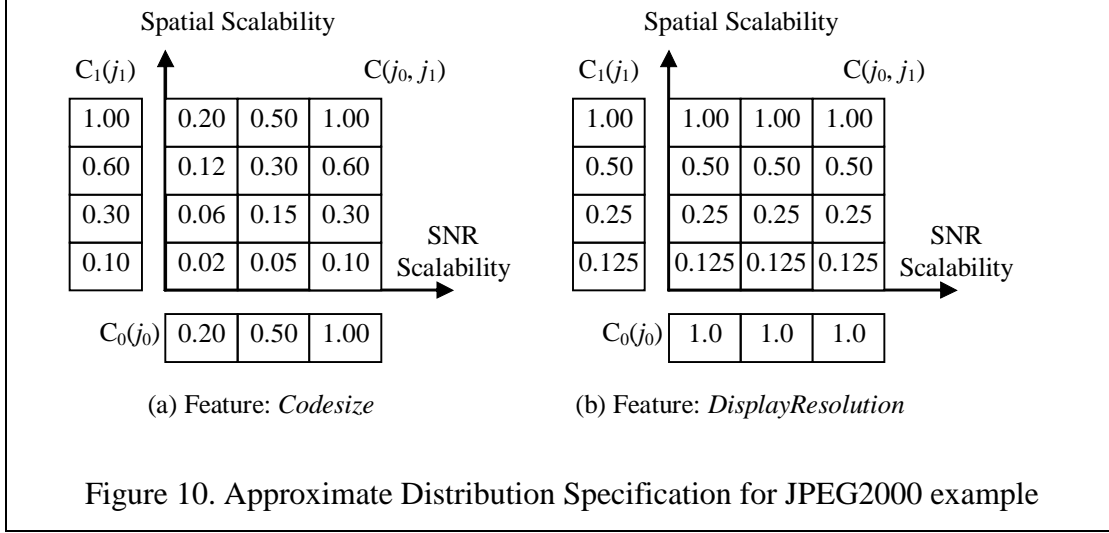 Spatial Scalability
C1(j1) C(j0, j1)
1.00 0.20 0.50 1.00
0.60 0.12 0.30 0.60
0.30 0.06 0.15 0.30
0.10 0.02 0.05 0.10
SNR
Scalability
C0(j0) 0.20 0.50 1.00
(a) Feature: Codesize
Spatial Scalability
C1(j1) C(j0, j1)
1.00 1.00 1.00 1.00
0.50 0.50 0.50 0.50
0.25 0.25 0.25 0.25
0.125 0.125 0.125 0.125
SNR
Scalability
C0(j0) 1.0 1.0 1.0
(b) Feature: DisplayResolution
Figure 10. Approximate Distribution Specification for JPEG2000 example